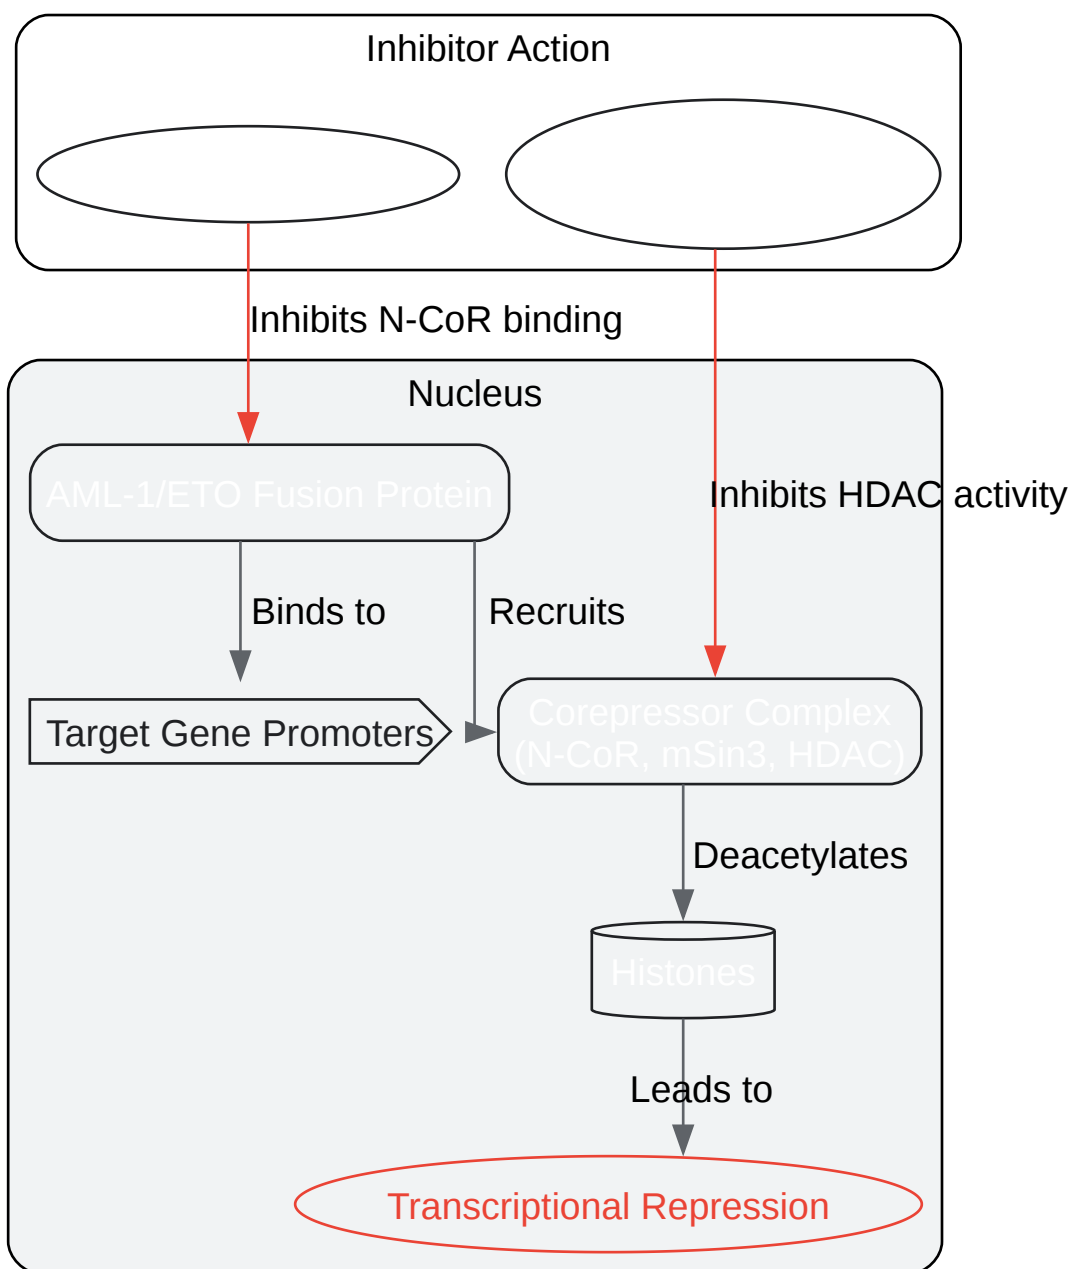 Inhibitor Action
Inhibits N-CoR binding
Nucleus
AML-1/ETO Fusion Protein
Inhibits HDAC activity
Binds to
Recruits
Target Gene Promoters
Corepressor Complex
(N-CoR, mSin3, HDAC)
Deacetylates
Histones
Leads to
Transcriptional Repression